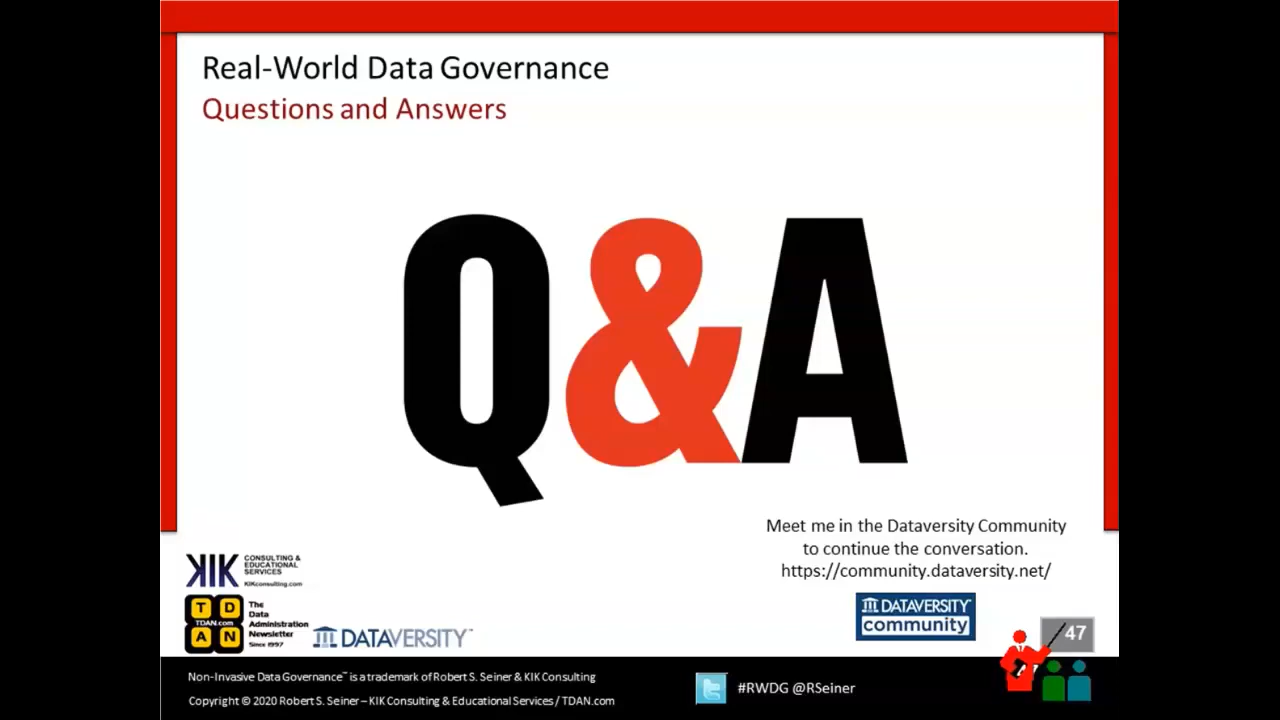 Real-World Data Governance
Questions and Answers
Q&A
Meet me in the Dataversity Community
to continue the conversation.
https://community.dataversity.net/
KIK
CONSULTING &
EDUCATIONAL
SERVICES
KIKconsulting.com
T D
TDAN.com
A N
The
Data
Administration
Newsletter
Since 1997
DATAVERSITY™
DATAVERSITY
community
47
Non-Invasive Data Governance™ is a trademark of Robert S. Seiner & KIK Consulting
Copyright © 2020 Robert S. Seiner – KIK Consulting & Educational Services / TDAN.com
#RWDG @RSeiner